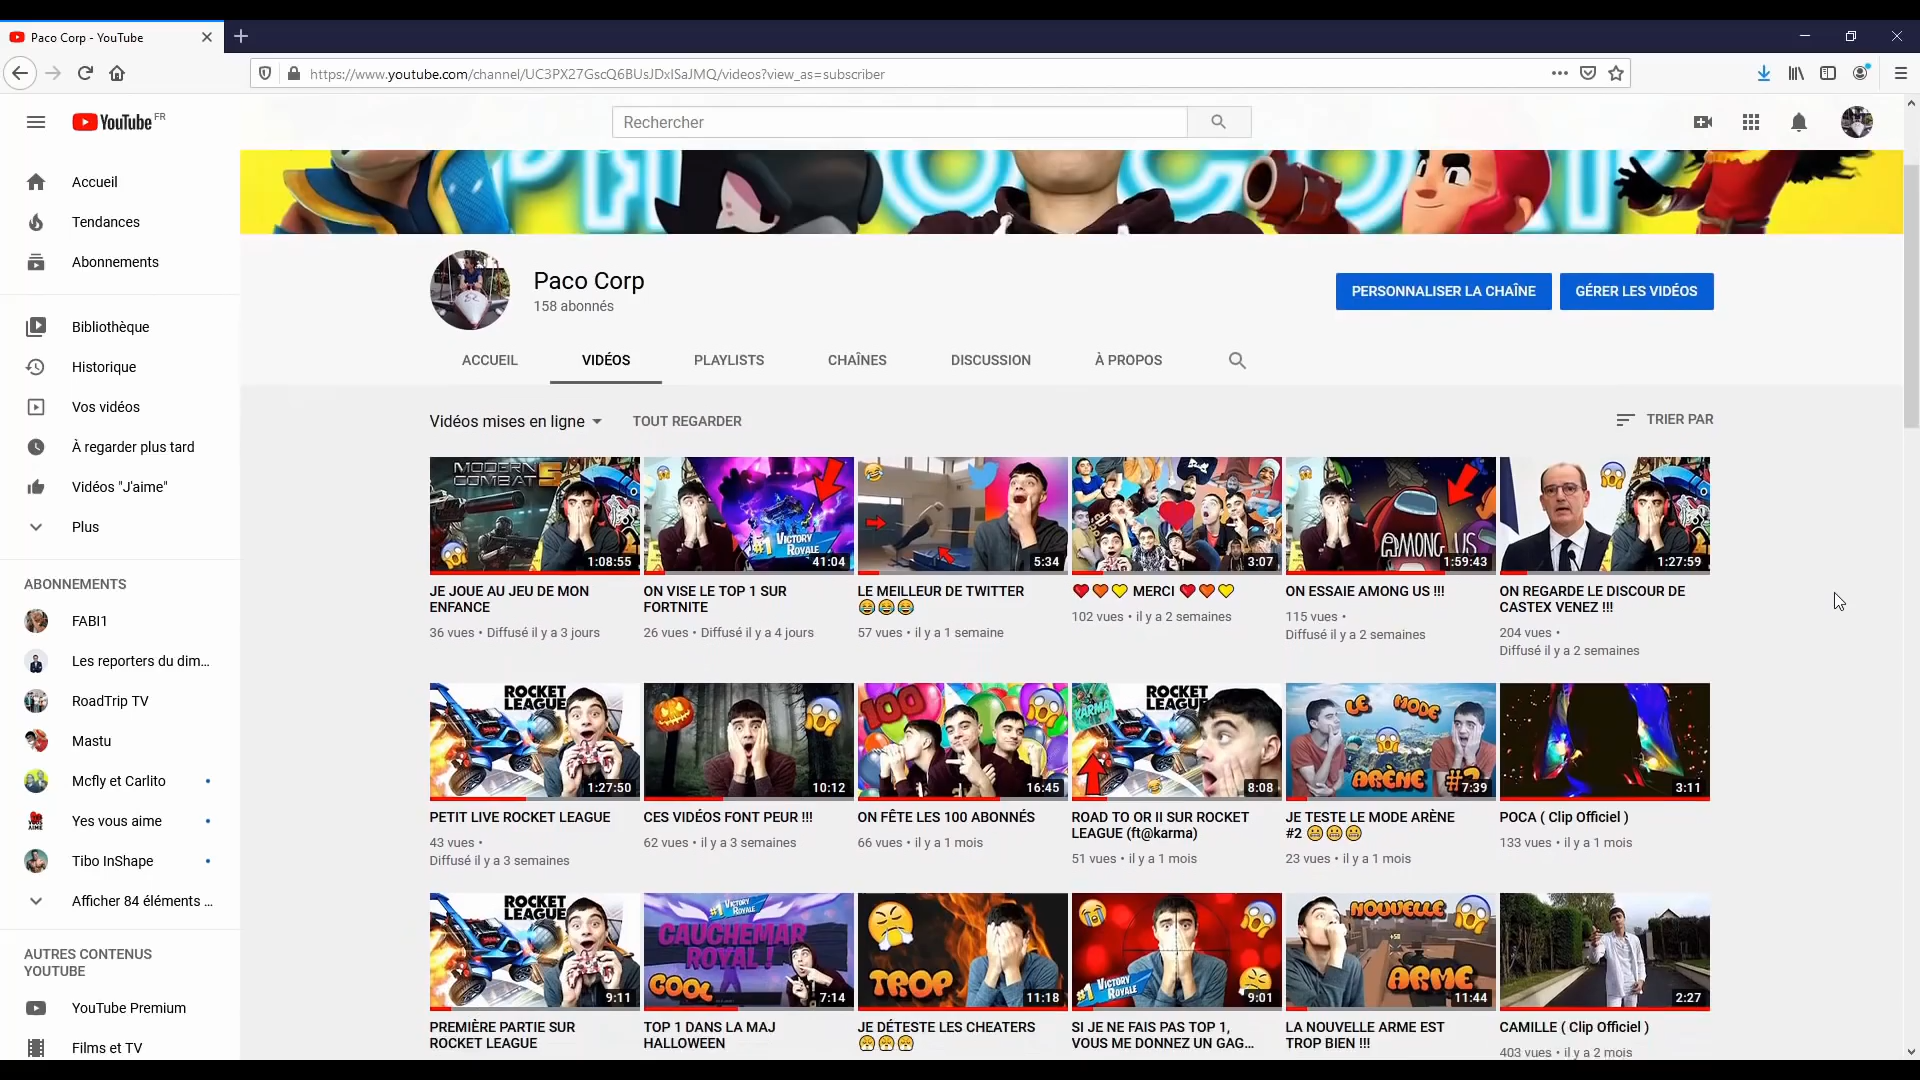 Paco Corp - YouTube
https://www.youtube.com/channel/UC3PX27GscQ6BUsJDxISaJMQ/videos?view_as=subscriber
YouTube FR
Rechercher
Accueil
Tendances
Abonnements
Bibliothèque
Historique
Vos vidéos
À regarder plus tard
Vidéos "J'aime"
Plus
ABONNEMENTS
FABI1
Les reporters du dim...
RoadTrip TV
Mastu
Mcfly et Carlito
Yes vous aime
Tibo InShape
Afficher 84 éléments ...
AUTRES CONTENUS
YOUTUBE
YouTube Premium
Films et TV
Paco Corp
158 abonnés
PERSONNALISER LA CHAÎNE
GÉRER LES VIDÉOS
ACCUEIL
VIDÉOS
PLAYLISTS
CHAÎNES
DISCUSSION
À PROPOS
Vidéos mises en ligne
TOUT REGARDER
TRIER PAR
MODERN
COMBAT 5
1:08:55
JE JOUE AU JEU DE MON
ENFANCE
36 vues • Diffusé il y a 3 jours
#1 VICTORY
ROYALE
41:04
ON VISE LE TOP 1 SUR
FORTNITE
26 vues • Diffusé il y a 4 jours
5:34
LE MEILLEUR DE TWITTER
😂😂😂
57 vues • il y a 1 semaine
3:07
❤️🧡💛 MERCI ❤️🧡💛
102 vues • il y a 2 semaines
AMONG US
1:59:43
ON ESSAIE AMONG US !!!
115 vues •
Diffusé il y a 2 semaines
1:27:59
ON REGARDE LE DISCOUR DE
CASTEX VENEZ !!!
204 vues •
Diffusé il y a 2 semaines
ROCKET
LEAGUE
1:27:50
PETIT LIVE ROCKET LEAGUE
43 vues •
Diffusé il y a 3 semaines
10:12
CES VIDÉOS FONT PEUR !!!
62 vues • il y a 3 semaines
100
16:45
ON FÊTE LES 100 ABONNÉS
66 vues • il y a 1 mois
KARMA
ROCKET
LEAGUE
8:08
ROAD TO OR II SUR ROCKET
LEAGUE (ft@karma)
51 vues • il y a 1 mois
LE MODE
ARÈNE #2
7:39
JE TESTE LE MODE ARÈNE
#2 😬😬😬
23 vues • il y a 1 mois
3:11
POCA ( Clip Officiel )
133 vues • il y a 1 mois
ROCKET
LEAGUE
9:11
PREMIÈRE PARTIE SUR
ROCKET LEAGUE
#1 VICTORY
ROYALE
CAUCHEMAR
ROYAL !
COOL
7:14
TOP 1 DANS LA MAJ
HALLOWEEN
TROP
11:18
JE DÉTESTE LES CHEATERS
😤😤😤
#1 VICTORY
ROYALE
9:01
SI JE NE FAIS PAS TOP 1,
VOUS ME DONNEZ UN GAG...
NOUVELLE
+50
ARME
11:44
LA NOUVELLE ARME EST
TROP BIEN !!!
2:27
CAMILLE ( Clip Officiel )
403 vues • il y a 2 mois